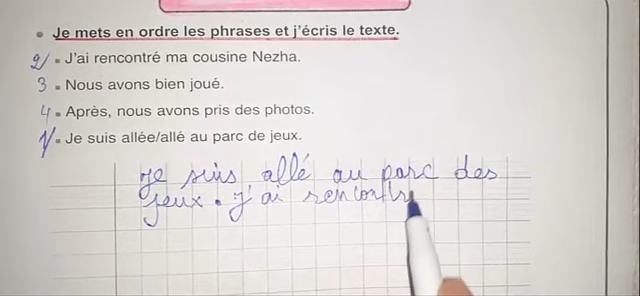 Je mets en ordre les phrases et j'écris le texte.
2/ J'ai rencontré ma cousine Nezha.
3 Nous avons bien joué.
4 Après, nous avons pris des photos.
1/ Je suis allée/allé au parc de jeux.
Je suis allé au parc des
jeux. J'ai rencontr